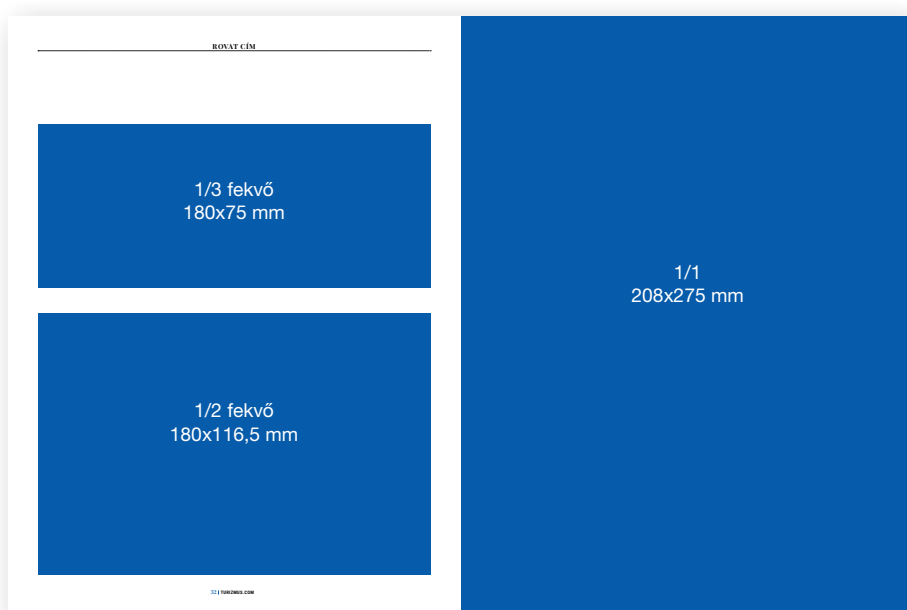 ROVAT CÍM
1/3 fekvő
180x75 mm
1/2 fekvő
180x116,5 mm
32 | TURIZMUS.COM
1/1
208x275 mm